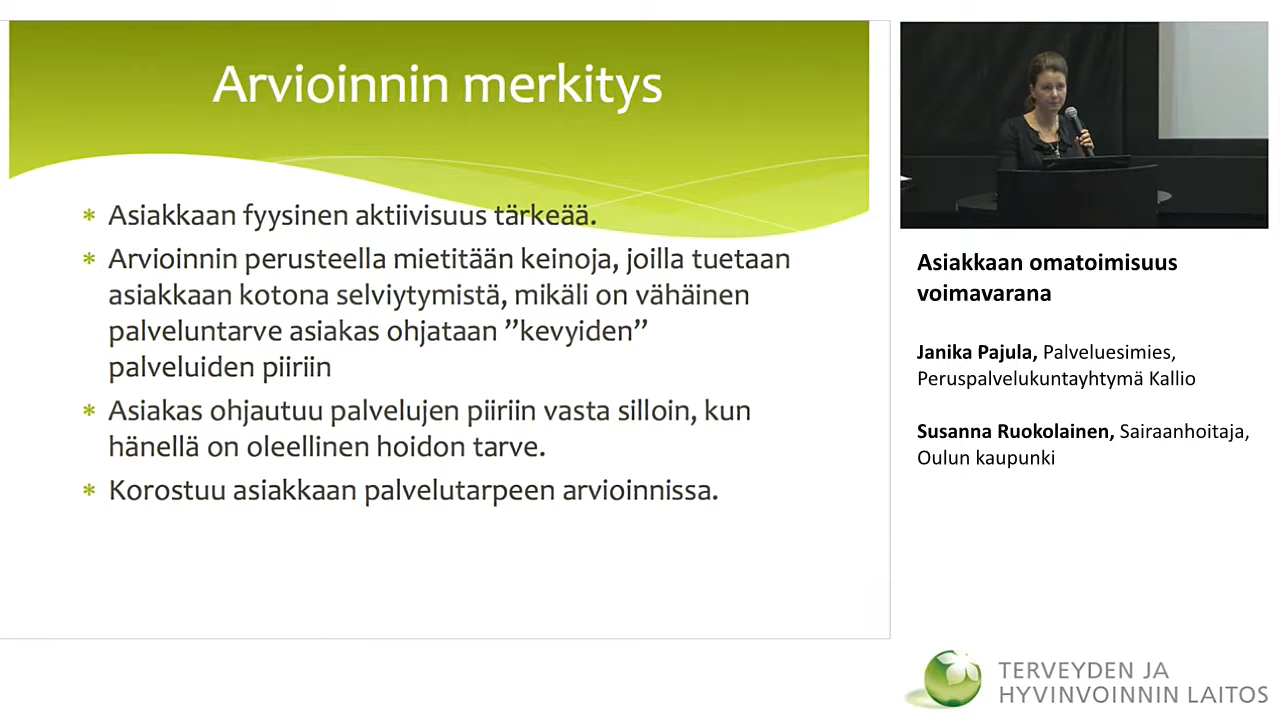 Arvioinnin merkitys
* Asiakkaan fyysinen aktiivisuus tärkeää.
* Arvioinnin perusteella mietitään keinoja, joilla tuetaan
asiakkaan kotona selviytymistä, mikäli on vähäinen
palveluntarve asiakas ohjataan ”kevyiden”
palveluiden piiriin
* Asiakas ohjautuu palvelujen piiriin vasta silloin, kun
hänellä on oleellinen hoidon tarve.
* Korostuu asiakkaan palvelutarpeen arvioinnissa.
Asiakkaan omatoimisuus
voimavarana
Janika Pajula, Palveluesimies,
Peruspalvelukuntayhtymä Kallio
Susanna Ruokolainen, Sairaanhoitaja,
Oulun kaupunki
TERVEYDEN JA
HYVINVOINNIN LAITOS